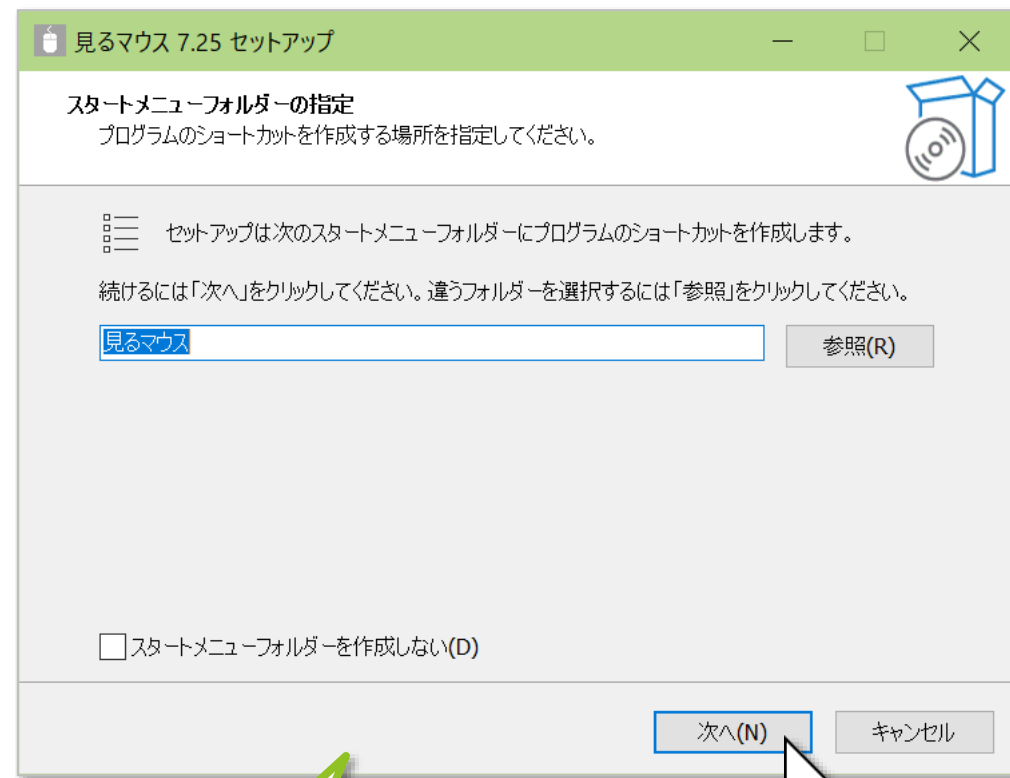 見るマウス 7.25 セットアップ
スタートメニューフォルダーの指定
プログラムのショートカットを作成する場所を指定してください。
セットアップは次のスタートメニューフォルダーにプログラムのショートカットを作成します。
続けるには「次へ」をクリックしてください。違うフォルダーを選択するには「参照」をクリックしてください。
見るマウス
参照(R)
スタートメニューフォルダーを作成しない(D)
次へ(N)
キャンセル